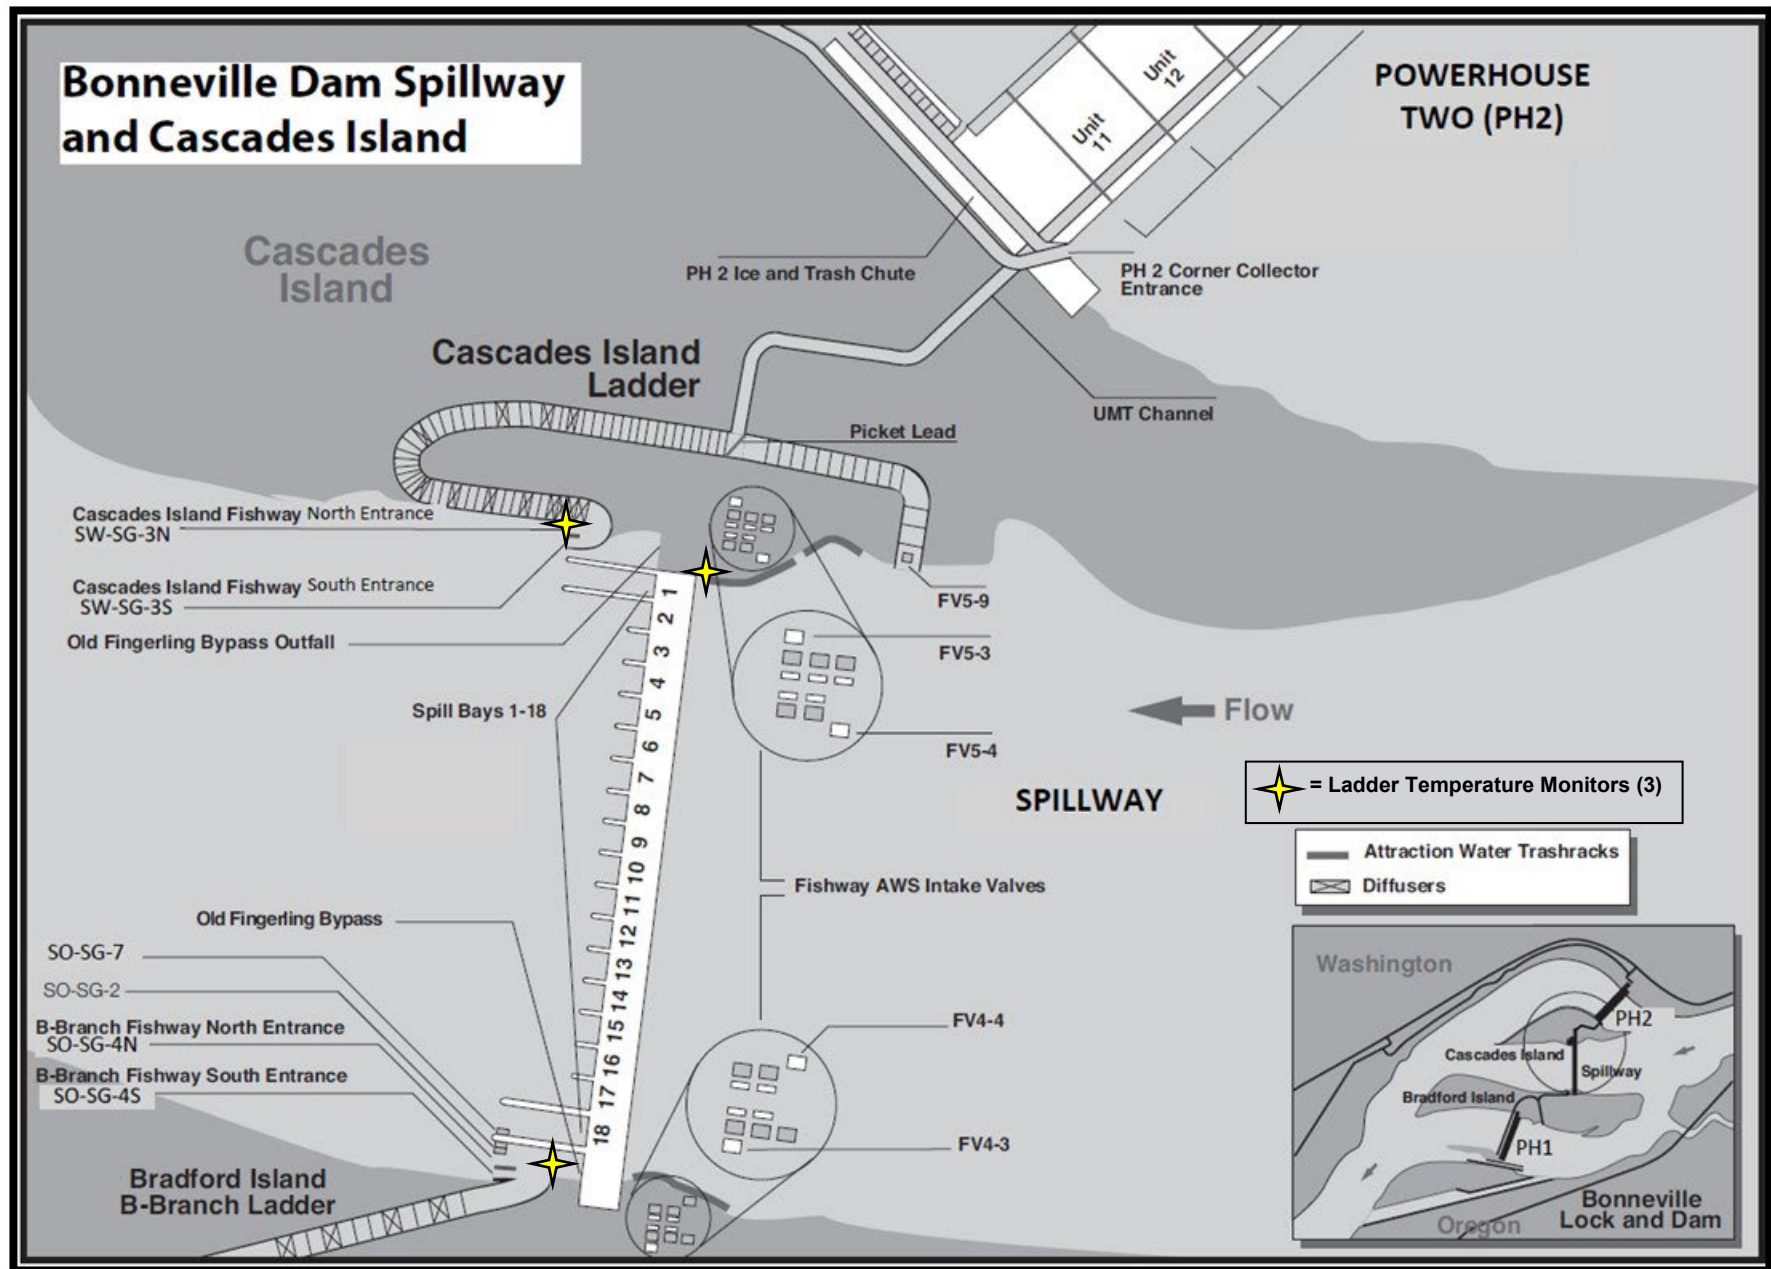 Bonneville Dam Spillway
and Cascades Island
POWERHOUSE
TWO (PH2)
Unit
12
Unit
11
Cascades
Island
PH 2 Ice and Trash Chute
PH 2 Corner Collector
Entrance
Cascades Island
Ladder
UMT Channel
Picket Lead
Cascades Island Fishway North Entrance
SW-SG-3N
Cascades Island Fishway South Entrance
SW-SG-3S
Old Fingerling Bypass Outfall
FV5-9
FV5-3
FV5-4
Spill Bays 1-18
1
2
3
4
5
6
7
8
9
10
11
12
13
14
15
16
17
18
Flow
SPILLWAY
= Ladder Temperature Monitors (3)
Attraction Water Trashracks
Diffusers
Fishway AWS Intake Valves
Old Fingerling Bypass
SO-SG-7
SO-SG-2
B-Branch Fishway North Entrance
SO-SG-4N
B-Branch Fishway South Entrance
SO-SG-4S
FV4-4
FV4-3
Bradford Island
B-Branch Ladder
Washington
PH2
Cascades Island
Spillway
Bradford Island
PH1
Bonneville
Lock and Dam
Oregon